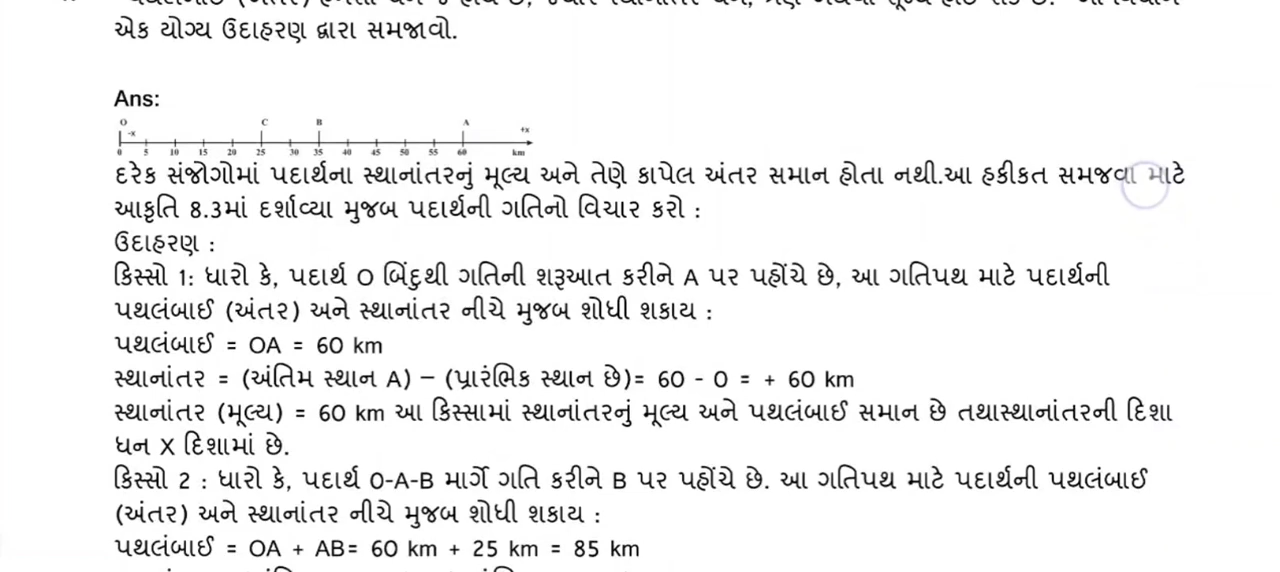 એક યોગ્ય ઉદાહરણ દ્વારા સમજાવો.
Ans:
O C B A
-x +x
0 5 10 15 20 25 30 35 40 45 50 55 60 km
દરેક સંજોગોમાં પદાર્થના સ્થાનાંતરનું મૂલ્ય અને તેણે કાપેલ અંતર સમાન હોતા નથી.આ હકીકત સમજવા માટે
આકૃતિ 8.3માં દર્શાવ્યા મુજબ પદાર્થની ગતિનો વિચાર કરો :
ઉદાહરણ :
કિસ્સો 1: ધારો કે, પદાર્થ O બિંદુથી ગતિની શરૂઆત કરીને A પર પહોંચે છે, આ ગતિપથ માટે પદાર્થની
પથલંબાઈ (અંતર) અને સ્થાનાંતર નીચે મુજબ શોધી શકાય :
પથલંબાઈ = OA = 60 km
સ્થાનાંતર = (અંતિમ સ્થાન A) – (પ્રારંભિક સ્થાન છે)= 60 - 0 = + 60 km
સ્થાનાંતર (મૂલ્ય) = 60 km આ કિસ્સામાં સ્થાનાંતરનું મૂલ્ય અને પથલંબાઈ સમાન છે તથાસ્થાનાંતરની દિશા
ધન X દિશામાં છે.
કિસ્સો 2 : ધારો કે, પદાર્થ O-A-B માર્ગે ગતિ કરીને B પર પહોંચે છે. આ ગતિપથ માટે પદાર્થની પથલંબાઈ
(અંતર) અને સ્થાનાંતર નીચે મુજબ શોધી શકાય :
પથલંબાઈ = OA + AB= 60 km + 25 km = 85 km